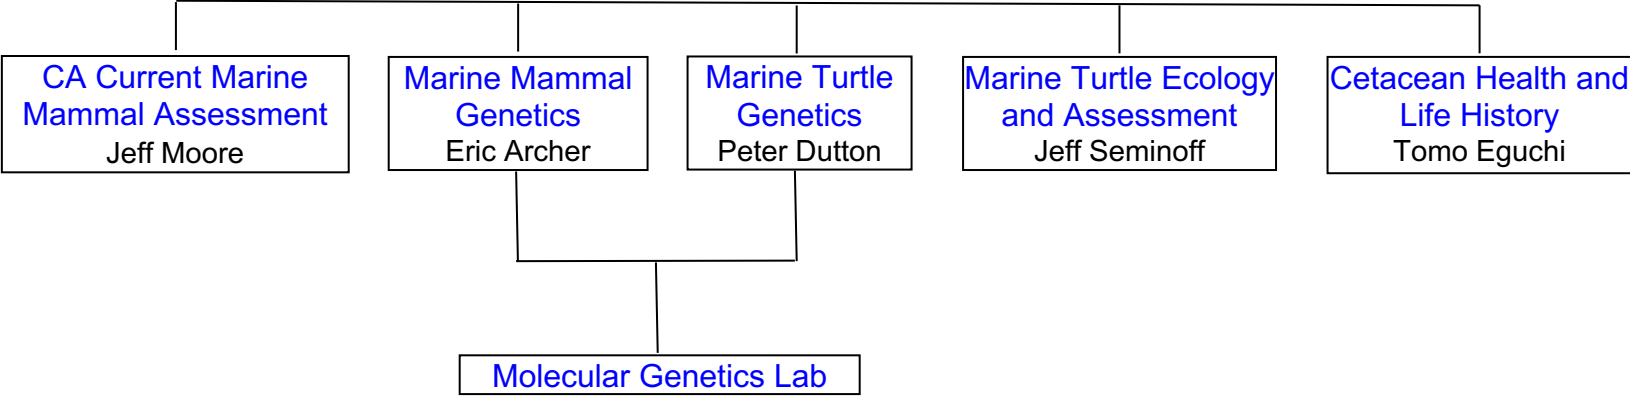 CA Current Marine
Mammal Assessment
Jeff Moore
Marine Mammal
Genetics
Eric Archer
Marine Turtle
Genetics
Peter Dutton
Marine Turtle Ecology
and Assessment
Jeff Seminoff
Cetacean Health and
Life History
Tomo Eguchi
Molecular Genetics Lab